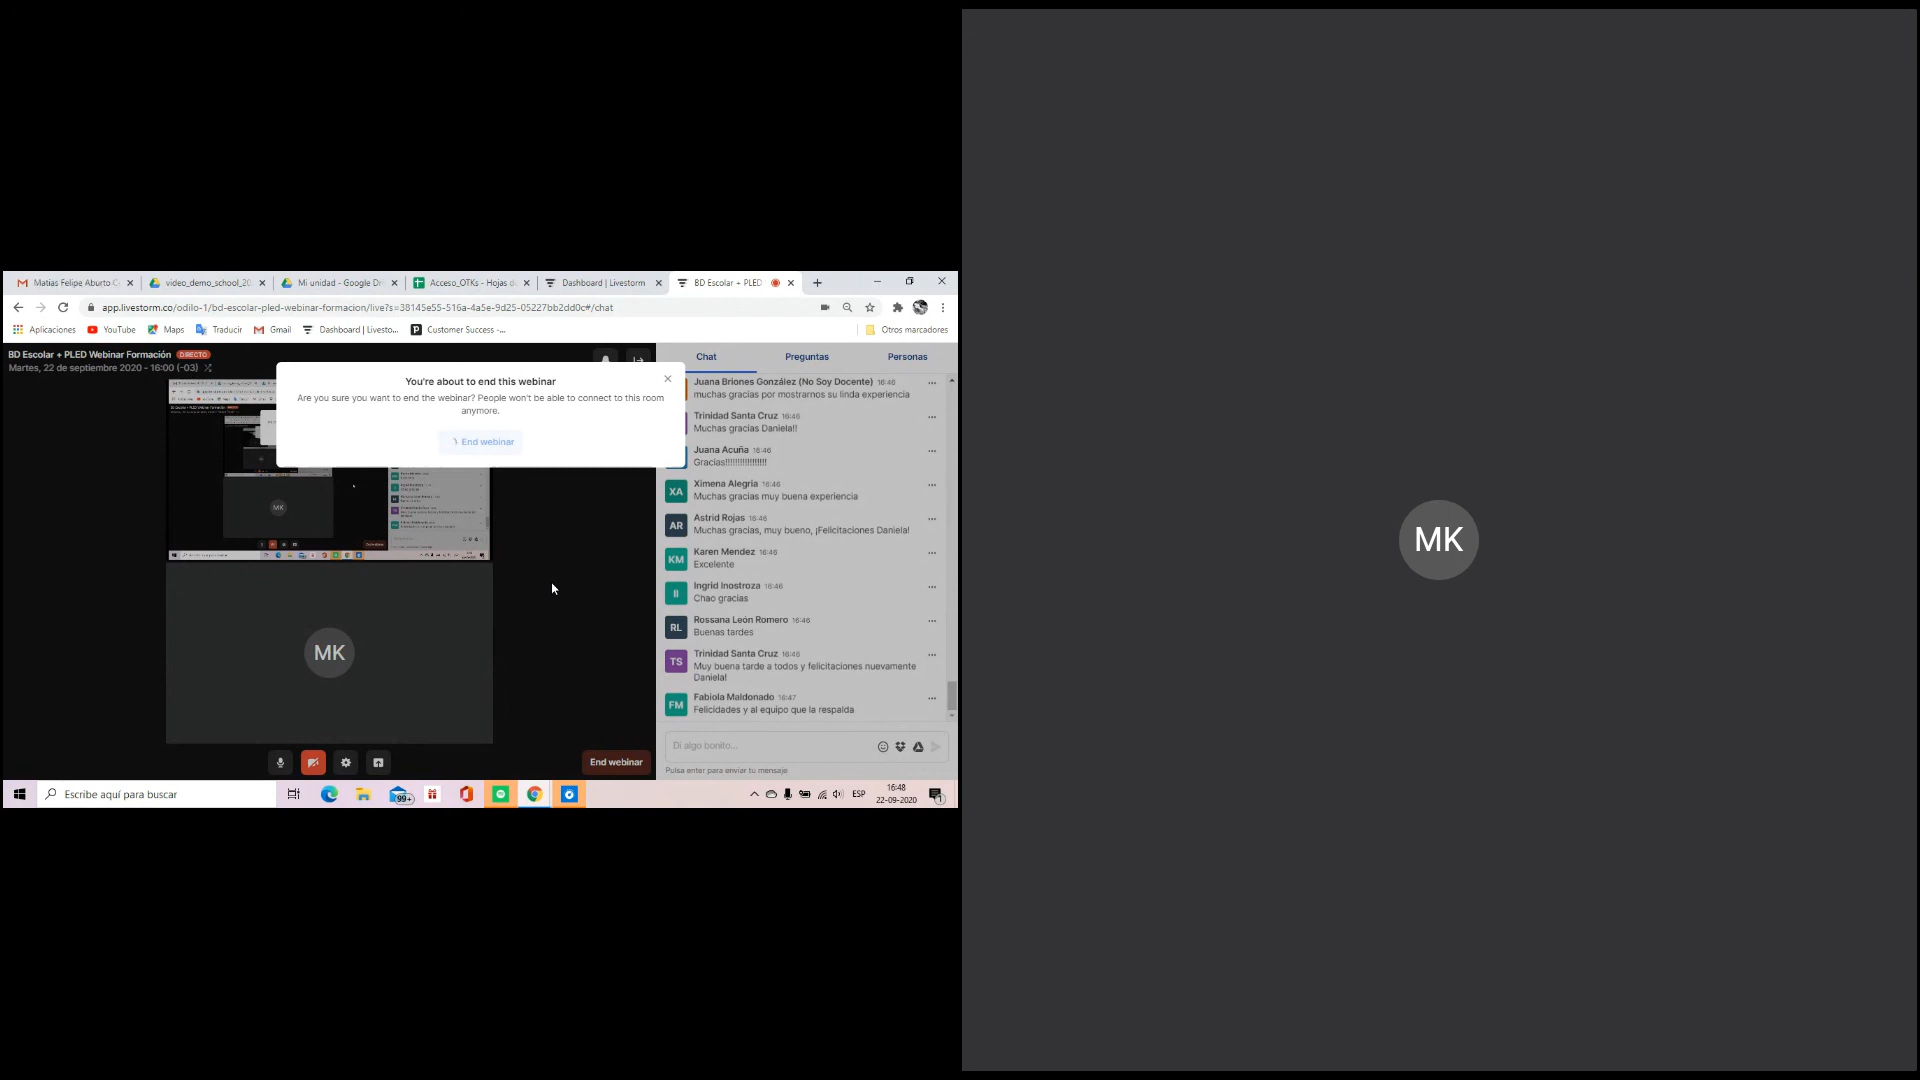 Matias Felipe Aburto C
video_demo_school_20
Mi unidad - Google Dri
Acceso_OTKs - Hojas d
Dashboard | Livestorm
BD Escolar + PLED
app.livestorm.co/odilo-1/bd-escolar-pled-webinar-formacion/live?s=38145e55-516a-4a5e-9d25-05227bb2dd0c#/chat
Aplicaciones
YouTube
Maps
Traducir
Gmail
Dashboard | Livesto...
Customer Success -...
Otros marcadores
BD Escolar + PLED Webinar Formación DIRECTO
Martes, 22 de septiembre 2020 - 16:00 (-03)
You're about to end this webinar
Are you sure you want to end the webinar? People won't be able to connect to this room
anymore.
End webinar
MK
MK
End webinar
Chat
Preguntas
Personas
Juana Briones González (No Soy Docente) 16:46
muchas gracias por mostrarnos su linda experiencia
Trinidad Santa Cruz 16:46
Muchas gracias Daniela!!
Juana Acuña 16:46
Gracias!!!!!!!!!!!!!!!!!
XA
Ximena Alegria 16:46
Muchas gracias muy buena experiencia
AR
Astrid Rojas 16:46
Muchas gracias, muy bueno, ¡Felicitaciones Daniela!
KM
Karen Mendez 16:46
Excelente
II
Ingrid Inostroza 16:46
Chao gracias
RL
Rossana León Romero 16:46
Buenas tardes
TS
Trinidad Santa Cruz 16:46
Muy buena tarde a todos y felicitaciones nuevamente
Daniela!
FM
Fabiola Maldonado 16:47
Felicidades y al equipo que la respalda
Di algo bonito...
Pulsa enter para enviar tu mensaje
Escribe aquí para buscar
99+
ESP
16:48
22-09-2020
1
MK